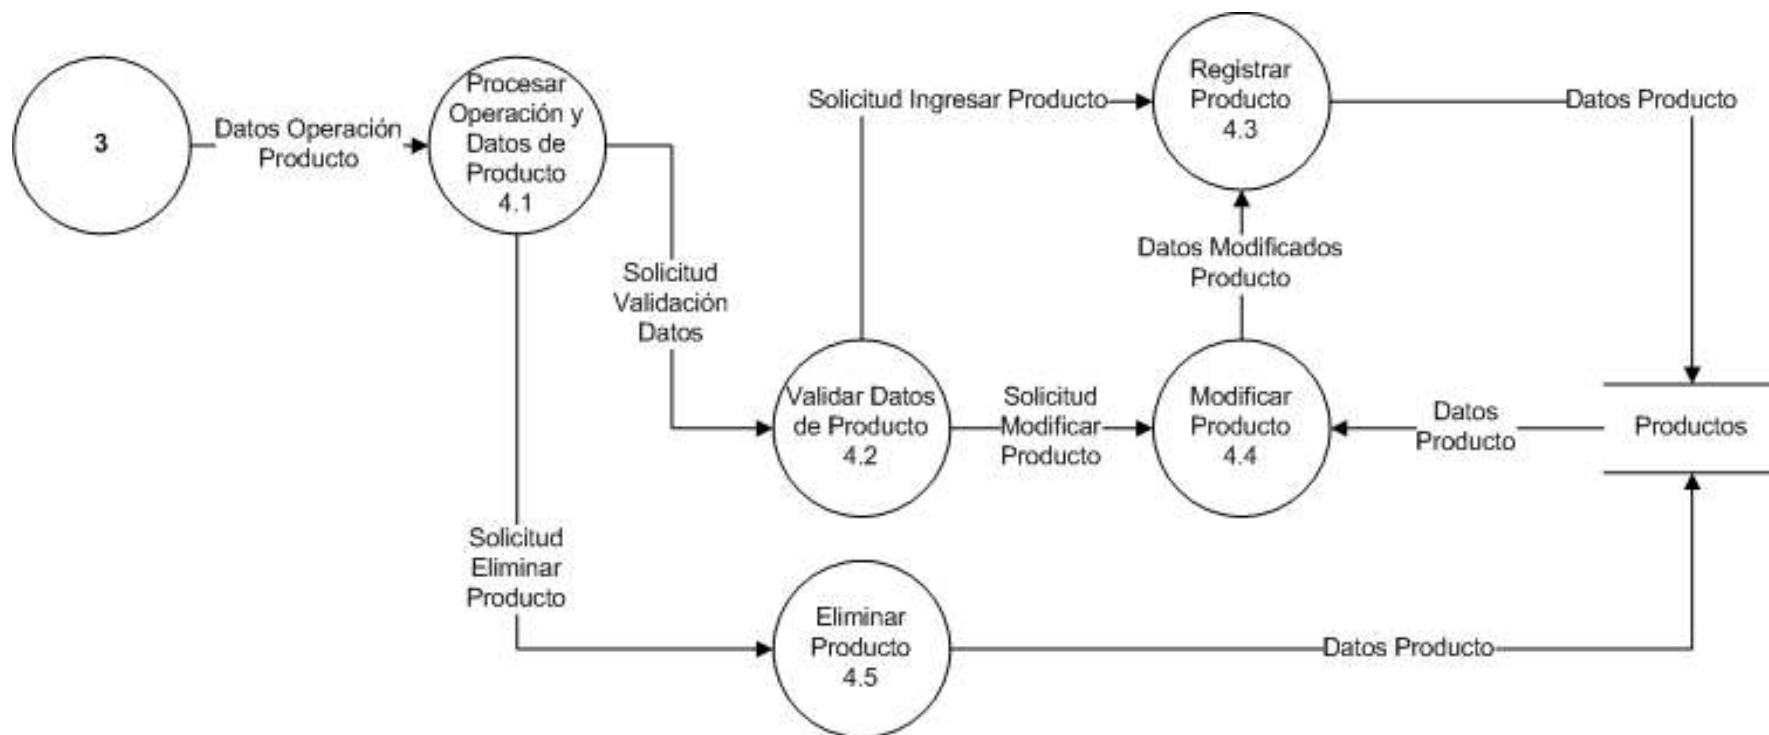 3
Datos Operación
Producto
Procesar
Operación y
Datos de
Producto
4.1
Solicitud Ingresar Producto
Registrar
Producto
4.3
Datos Producto
Solicitud
Validación
Datos
Datos Modificados
Producto
Validar Datos
de Producto
4.2
Solicitud
Modificar
Producto
Modificar
Producto
4.4
Datos
Producto
Productos
Solicitud
Eliminar
Producto
Eliminar
Producto
4.5
Datos Producto